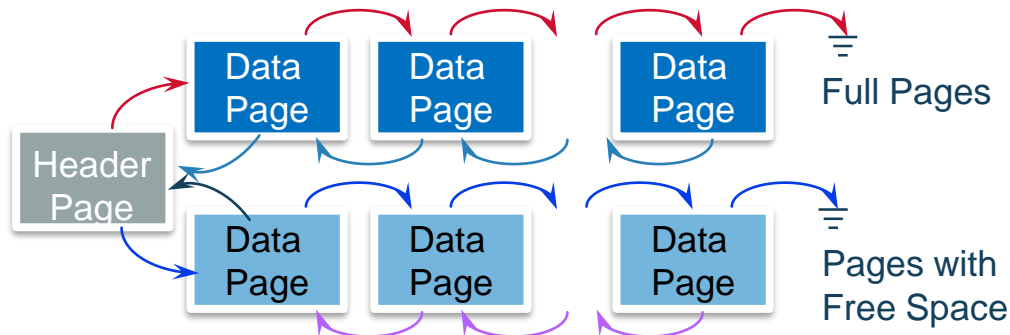 Data
Page
Data
Page
Data
Page
Full Pages
Header
Page
Data
Page
Data
Page
Data
Page
Pages with
Free Space